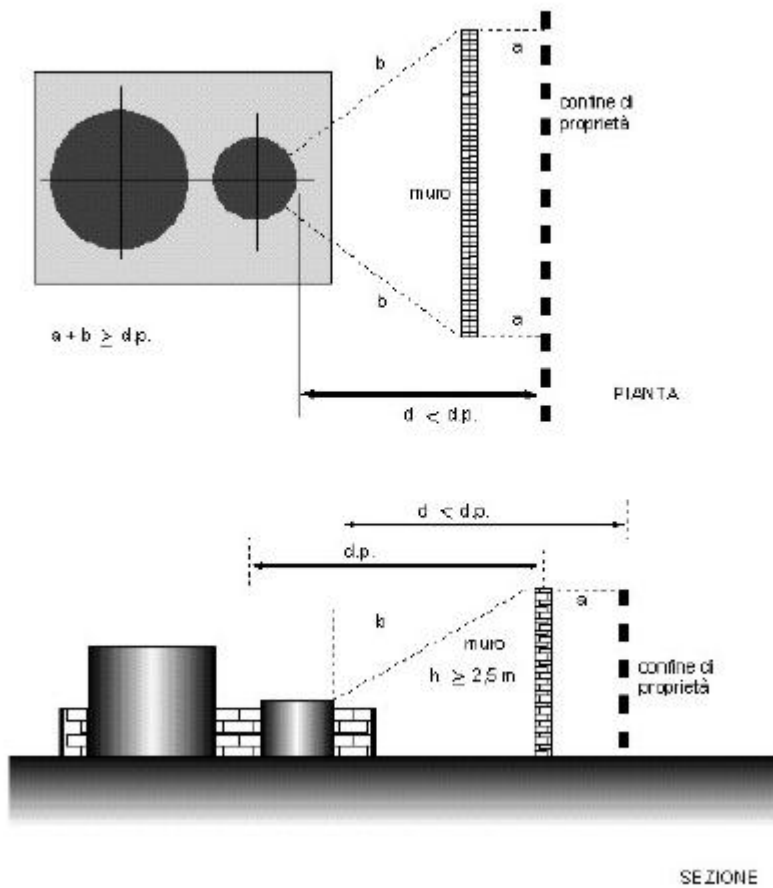 b
a
confine di
proprietà
muro
b
a
a + b ≥ d.p.
PIANTA
d < d.p.
d < d.p.
d.p.
b
a
muro
h ≥ 2,5 m
confine di
proprietà
SEZIONE